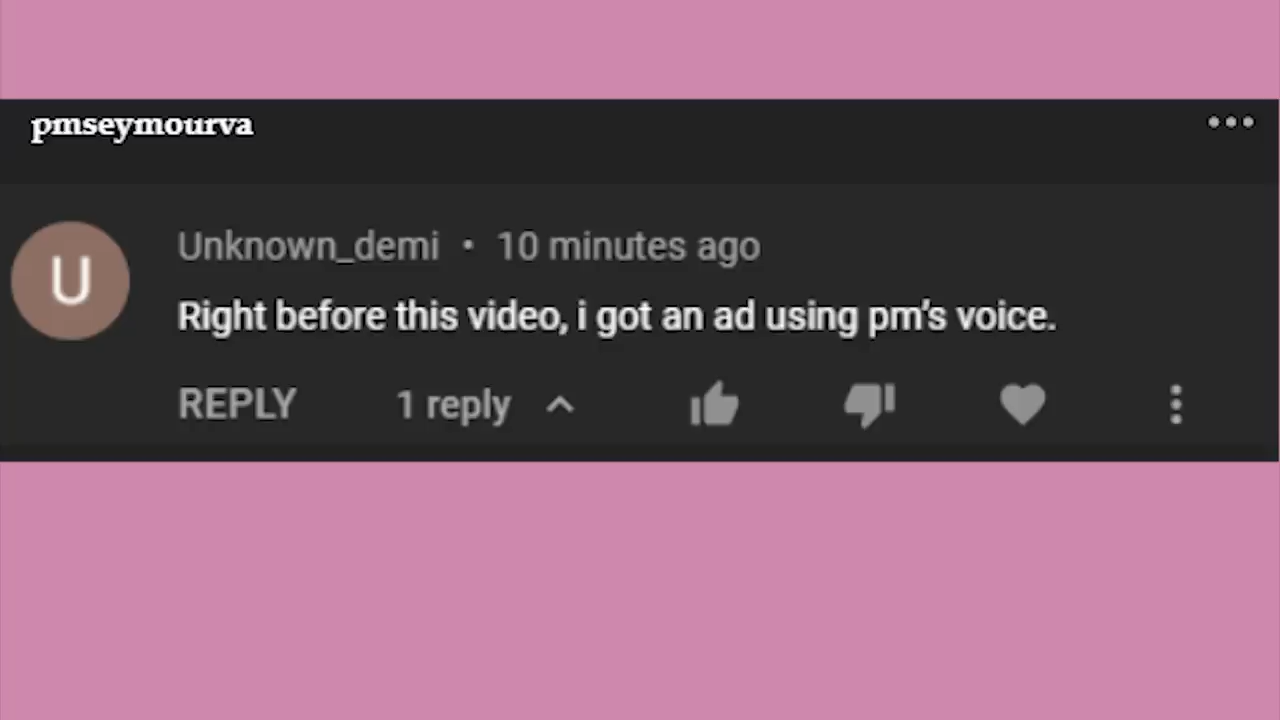 pmseymourva
U
Unknown_demi • 10 minutes ago
Right before this video, i got an ad using pm's voice.
REPLY 1 reply